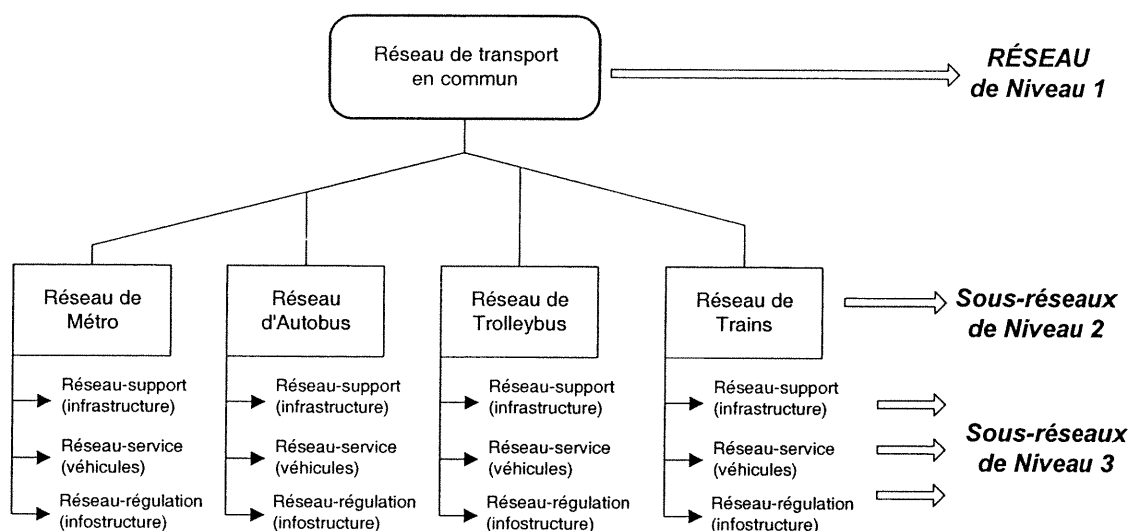 Réseau de transport
en commun
RÉSEAU
de Niveau 1
Réseau de
Métro
Réseau
d'Autobus
Réseau de
Trolleybus
Réseau de
Trains
Sous-réseaux
de Niveau 2
Réseau-support
(infrastructure)
Réseau-service
(véhicules)
Réseau-régulation
(infostructure)
Réseau-support
(infrastructure)
Réseau-service
(véhicules)
Réseau-régulation
(infostructure)
Réseau-support
(infrastructure)
Réseau-service
(véhicules)
Réseau-régulation
(infostructure)
Réseau-support
(infrastructure)
Réseau-service
(véhicules)
Réseau-régulation
(infostructure)
Sous-réseaux
de Niveau 3